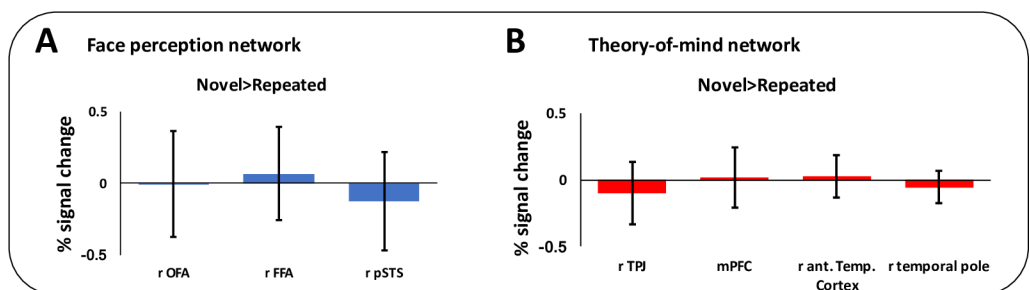 A Face perception network
Novel>Repeated
% signal change
0.5
0
-0.5
r OFA r FFA r pSTS
B Theory-of-mind network
Novel>Repeated
% signal change
0.5
0
-0.5
r TPJ mPFC r ant. Temp. r temporal pole
Cortex